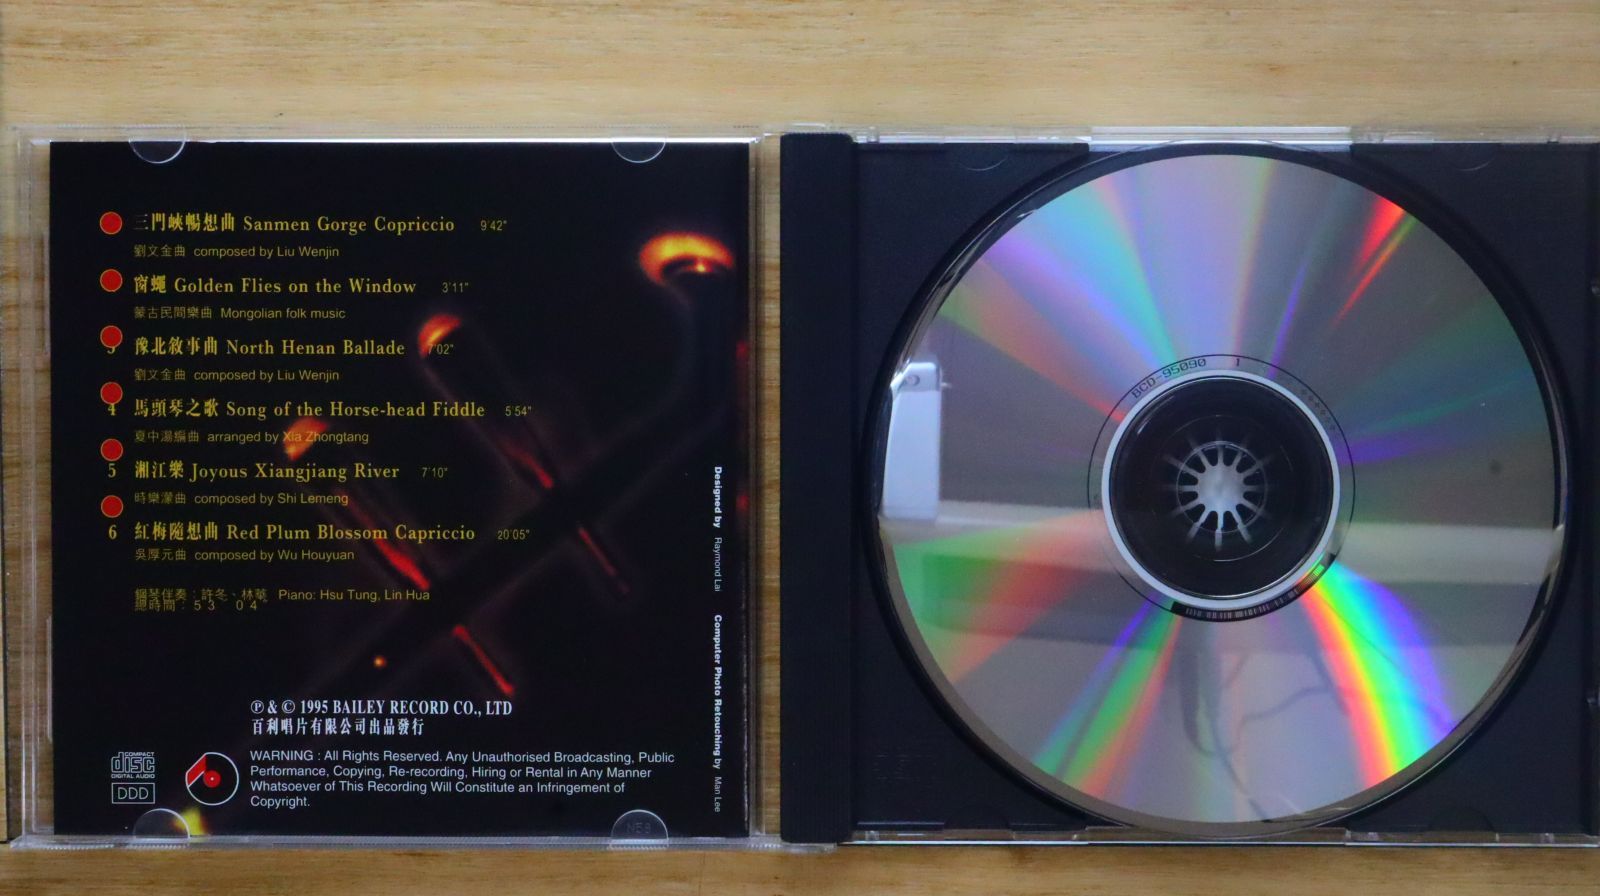 三門峽暢想曲 Sanmen Gorge Copriccio 9'42"
劉文金曲 composed by Liu Wenjin
窗蠅 Golden Flies on the Window 3'11"
蒙古民間樂曲 Mongolian folk music
3 豫北敘事曲 North Henan Ballade 7'02"
劉文金曲 composed by Liu Wenjin
4 馬頭琴之歌 Song of the Horse-head Fiddle 5'54"
夏中湯編曲 arranged by Xia Zhongtang
5 湘江樂 Joyous Xiangjiang River 7'10"
時樂濛曲 composed by Shi Lemeng
6 紅梅隨想曲 Red Plum Blossom Capriccio 20'05"
吳厚元曲 composed by Wu Houyuan
鋼琴伴奏：許冬、林華 Piano: Hsu Tung, Lin Hua
總時間：53'04"
Ⓟ & © 1995 BAILEY RECORD CO., LTD
百利唱片有限公司出品發行
COMPACT
disc
DIGITAL AUDIO
DDD
WARNING : All Rights Reserved. Any Unauthorised Broadcasting, Public
Performance, Copying, Re-recording, Hiring or Rental in Any Manner
Whatsoever of This Recording Will Constitute an Infringement of
Copyright.
Designed by Raymond Lai Computer Photo Retouching by Man Lee
BCD-95090 1